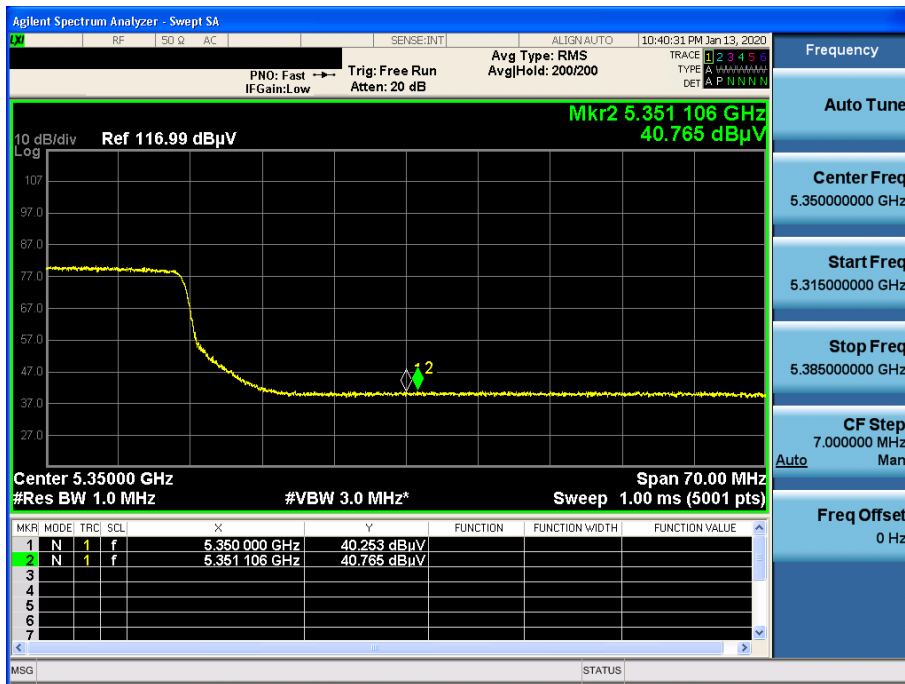 Agilent Spectrum Analyzer - Swept SA
LXI RF 50 Ω AC SENSE:INT ALIGN AUTO 10:40:31 PM Jan 13, 2020
PNO: Fast
IFGain:Low
Trig: Free Run
Atten: 20 dB
Avg Type: RMS
Avg|Hold: 200/200
TRACE 1 2 3 4 5 6
TYPE A WWWWW
DET A P N N N N
Mkr2 5.351 106 GHz
40.765 dBµV
10 dB/div Ref 116.99 dBµV
Log
107
97.0
87.0
77.0
67.0
57.0
47.0
37.0
27.0
1 2
Center 5.35000 GHz Span 70.00 MHz
#Res BW 1.0 MHz #VBW 3.0 MHz* Sweep 1.00 ms (5001 pts)
MKR MODE TRC SCL X Y FUNCTION FUNCTION WIDTH FUNCTION VALUE
1 N 1 f 5.350 000 GHz 40.253 dBµV
2 N 1 f 5.351 106 GHz 40.765 dBµV
3
4
5
6
7
MSG STATUS
Frequency
Auto Tune
Center Freq
5.350000000 GHz
Start Freq
5.315000000 GHz
Stop Freq
5.385000000 GHz
CF Step
7.000000 MHz
Auto Man
Freq Offset
0 Hz